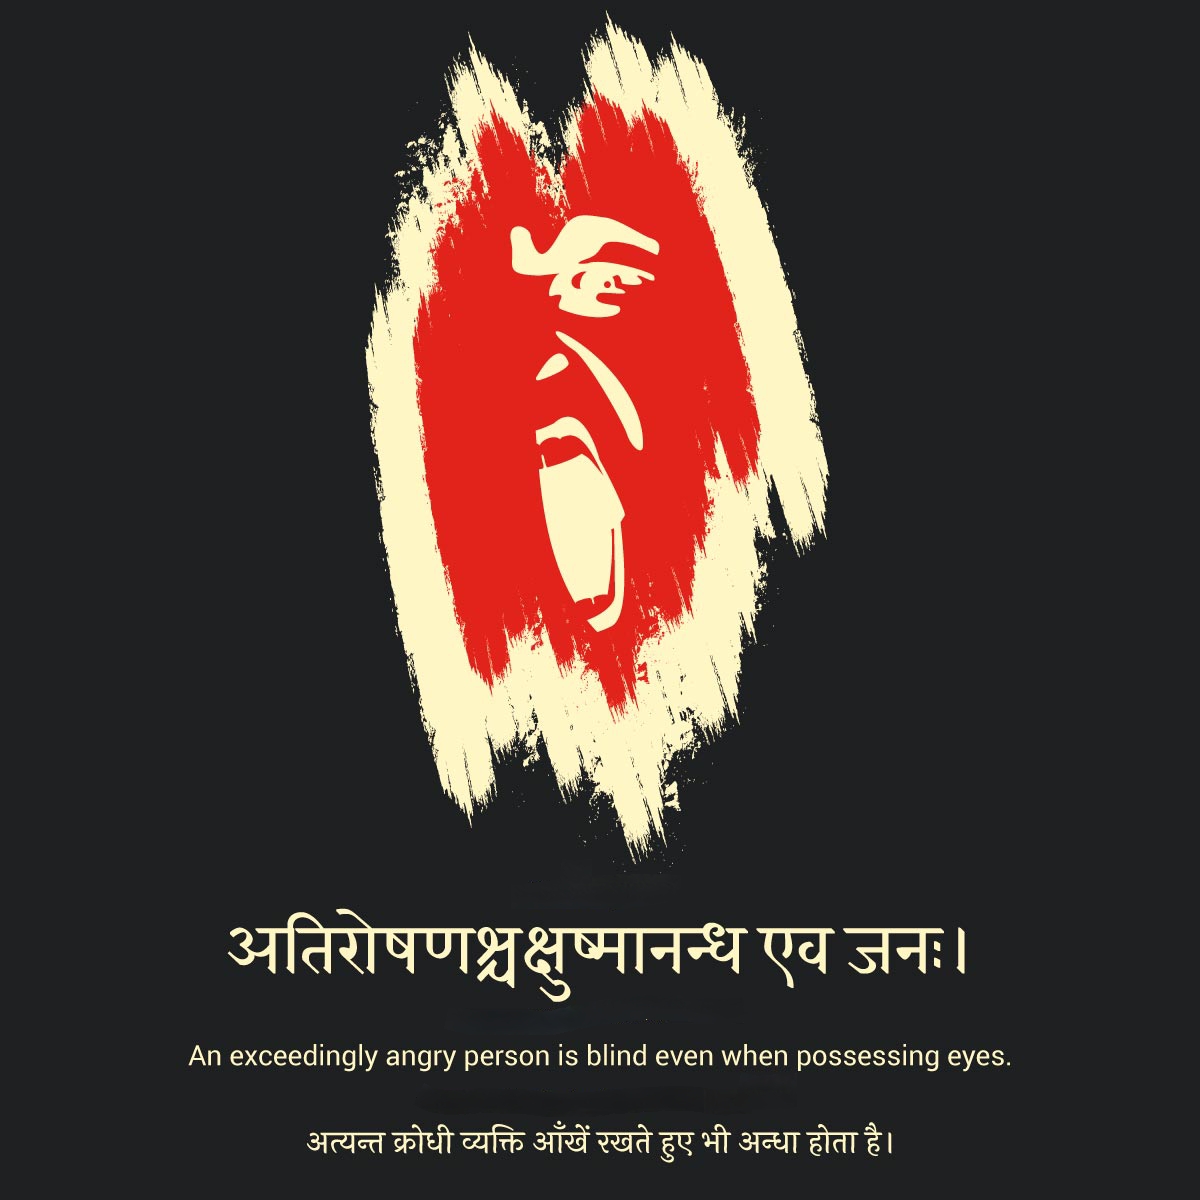 अतिरोषणश्चक्षुष्मानन्ध एव जनः।
An exceedingly angry person is blind even when possessing eyes.
अत्यन्त क्रोधी व्यक्ति आँखें रखते हुए भी अन्धा होता है।